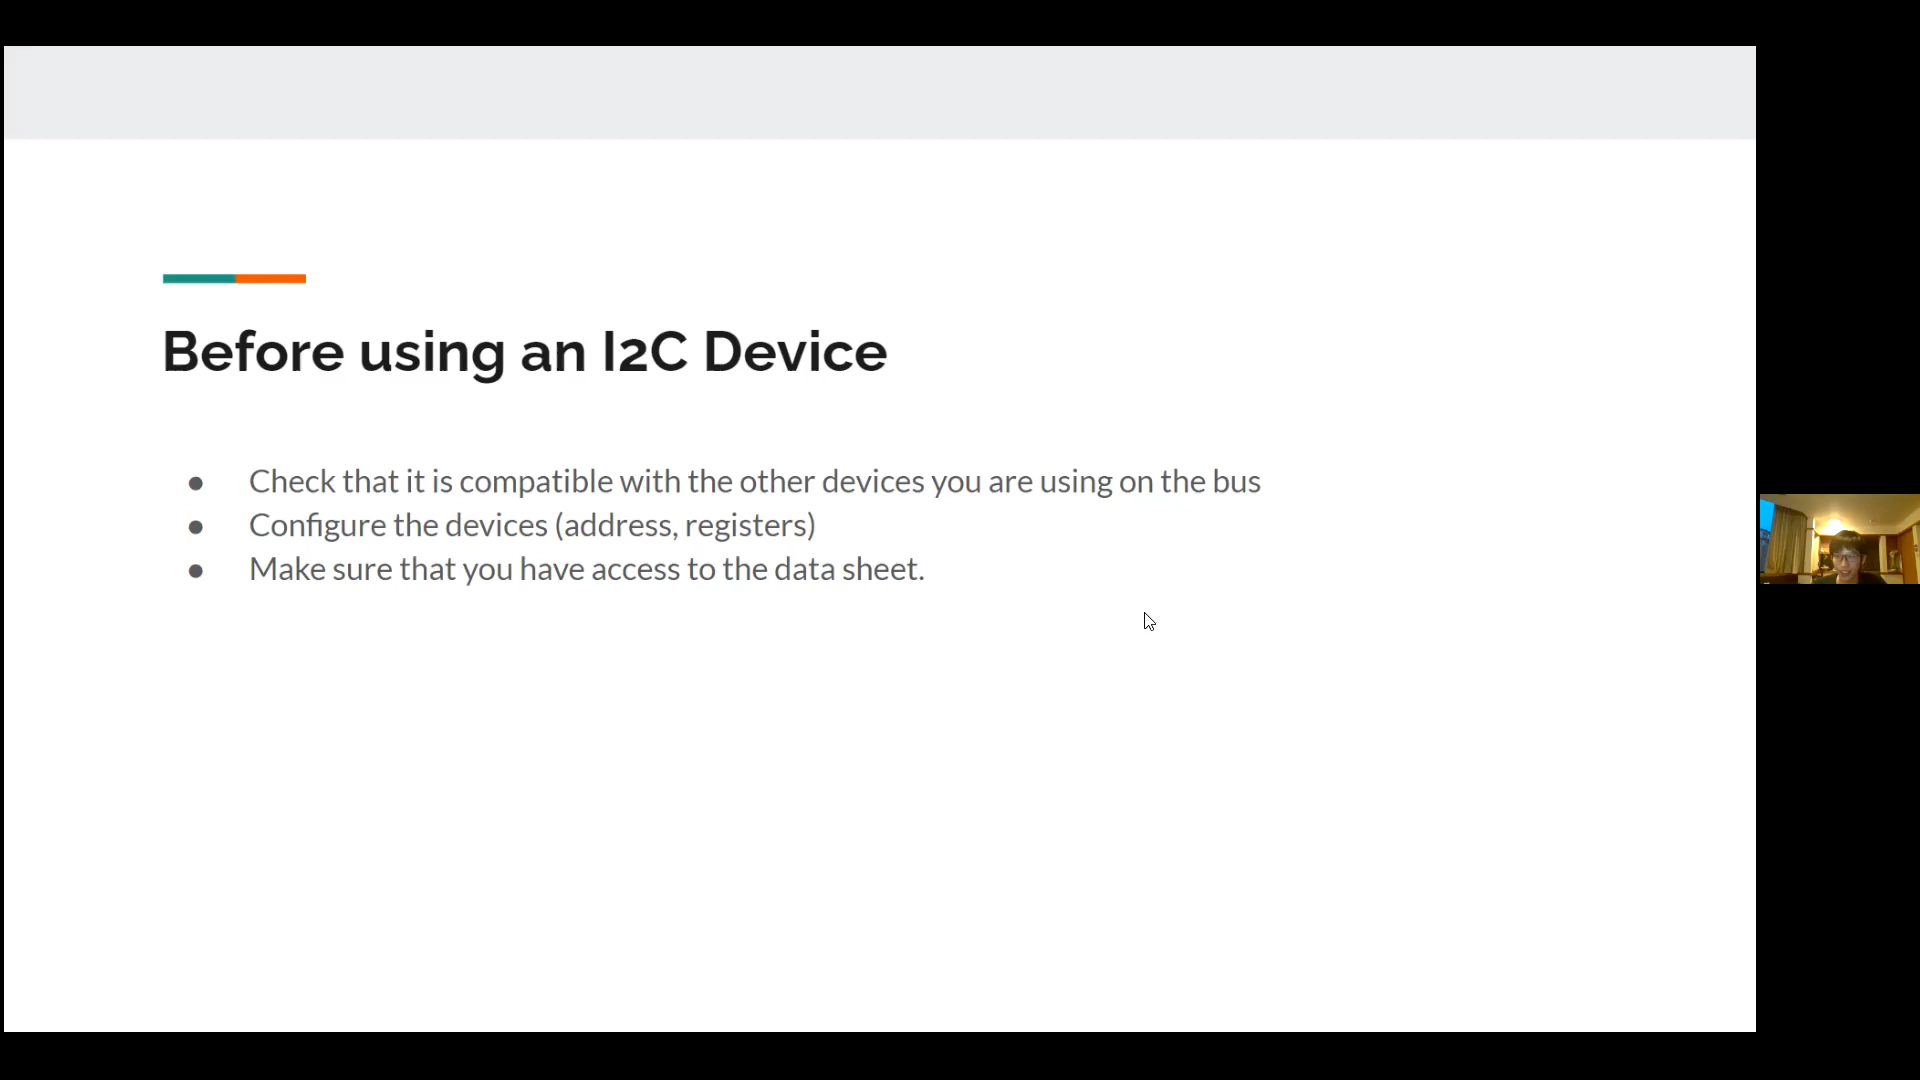 Before using an I2C Device
● Check that it is compatible with the other devices you are using on the bus
● Configure the devices (address, registers)
● Make sure that you have access to the data sheet.